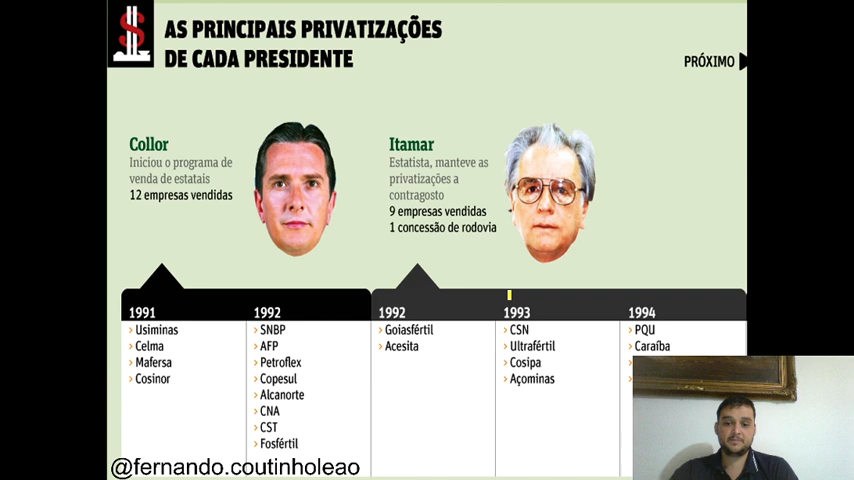 AS PRINCIPAIS PRIVATIZAÇÕES
DE CADA PRESIDENTE
PRÓXIMO
Collor
Iniciou o programa de
venda de estatais
12 empresas vendidas
Itamar
Estatista, manteve as
privatizações a
contragosto
9 empresas vendidas
1 concessão de rodovia
1991
> Usiminas
> Celma
> Mafersa
> Cosinor
1992
> SNBP
> AFP
> Petroflex
> Copesul
> Alcanorte
> CNA
> CST
> Fosfértil
1992
> Goiasfértil
> Acesita
1993
> CSN
> Ultrafértil
> Cosipa
> Açominas
1994
> PQU
> Caraíba
@fernando.coutinholeao